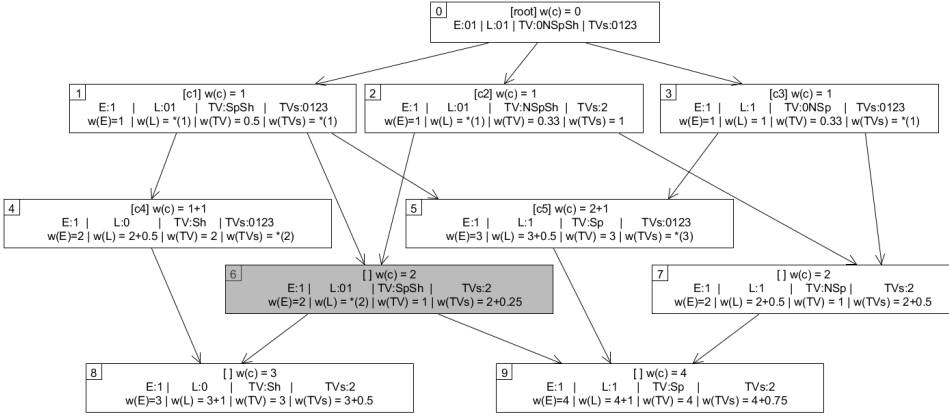 0
[root] w(c) = 0
E:01 | L:01 | TV:0NSpSh | TVs:0123
1
[c1] w(c) = 1
E:1 | L:01 | TV:SpSh | TVs:0123
w(E)=1 | w(L) = *(1) | w(TV) = 0.5 | w(TVs) = *(1)
2
[c2] w(c) = 1
E:1 | L:01 | TV:NSpSh | TVs:2
w(E)=1 | w(L) = *(1) | w(TV) = 0.33 | w(TVs) = 1
3
[c3] w(c) = 1
E:1 | L:1 | TV:0NSp | TVs:0123
w(E)=1 | w(L) = 1 | w(TV) = 0.33 | w(TVs) = *(1)
4
[c4] w(c) = 1+1
E:1 | L:0 | TV:Sh | TVs:0123
w(E)=2 | w(L) = 2+0.5 | w(TV) = 2 | w(TVs) = *(2)
5
[c5] w(c) = 2+1
E:1 | L:1 | TV:Sp | TVs:0123
w(E)=3 | w(L) = 3+0.5 | w(TV) = 3 | w(TVs) = *(3)
6
[ ] w(c) = 2
E:1 | L:01 | TV:SpSh | TVs:2
w(E)=2 | w(L) = *(2) | w(TV) = 1 | w(TVs) = 2+0.25
7
[ ] w(c) = 2
E:1 | L:1 | TV:NSp | TVs:2
w(E)=2 | w(L) = 2+0.5 | w(TV) = 1 | w(TVs) = 2+0.5
8
[ ] w(c) = 3
E:1 | L:0 | TV:Sh | TVs:2
w(E)=3 | w(L) = 3+1 | w(TV) = 3 | w(TVs) = 3+0.5
9
[ ] w(c) = 4
E:1 | L:1 | TV:Sp | TVs:2
w(E)=4 | w(L) = 4+1 | w(TV) = 4 | w(TVs) = 4+0.75